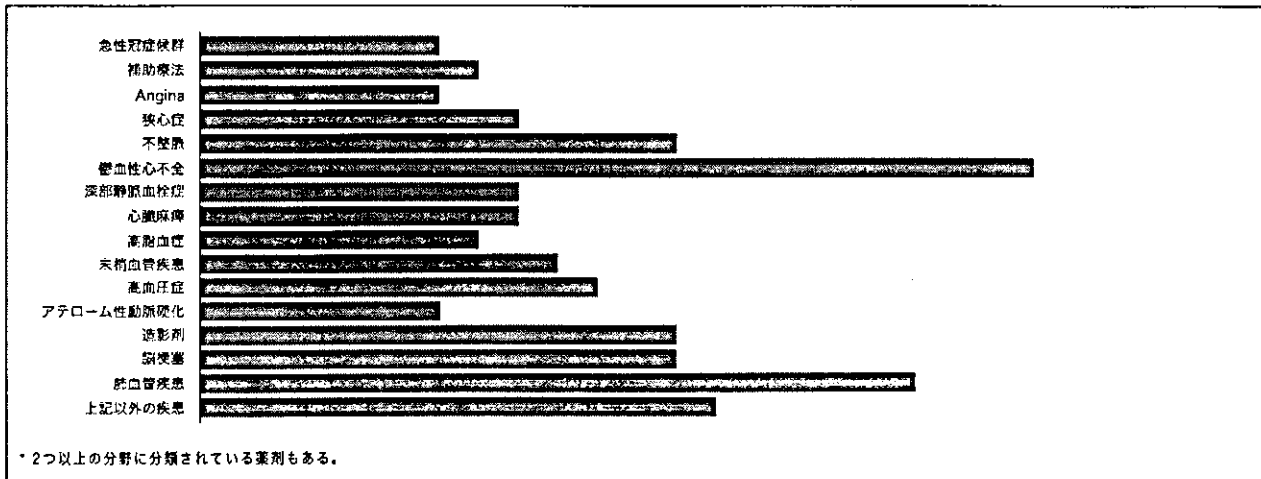 急性冠症候群
補助療法
Angina
狭心症
不整脈
鬱血性心不全
深部静脈血栓症
心臓麻痺
高脂血症
末梢血管疾患
高血圧症
アテローム性動脈硬化
造影剤
脳梗塞
肺血管疾患
上記以外の疾患
* 2つ以上の分野に分類されている薬剤もある。